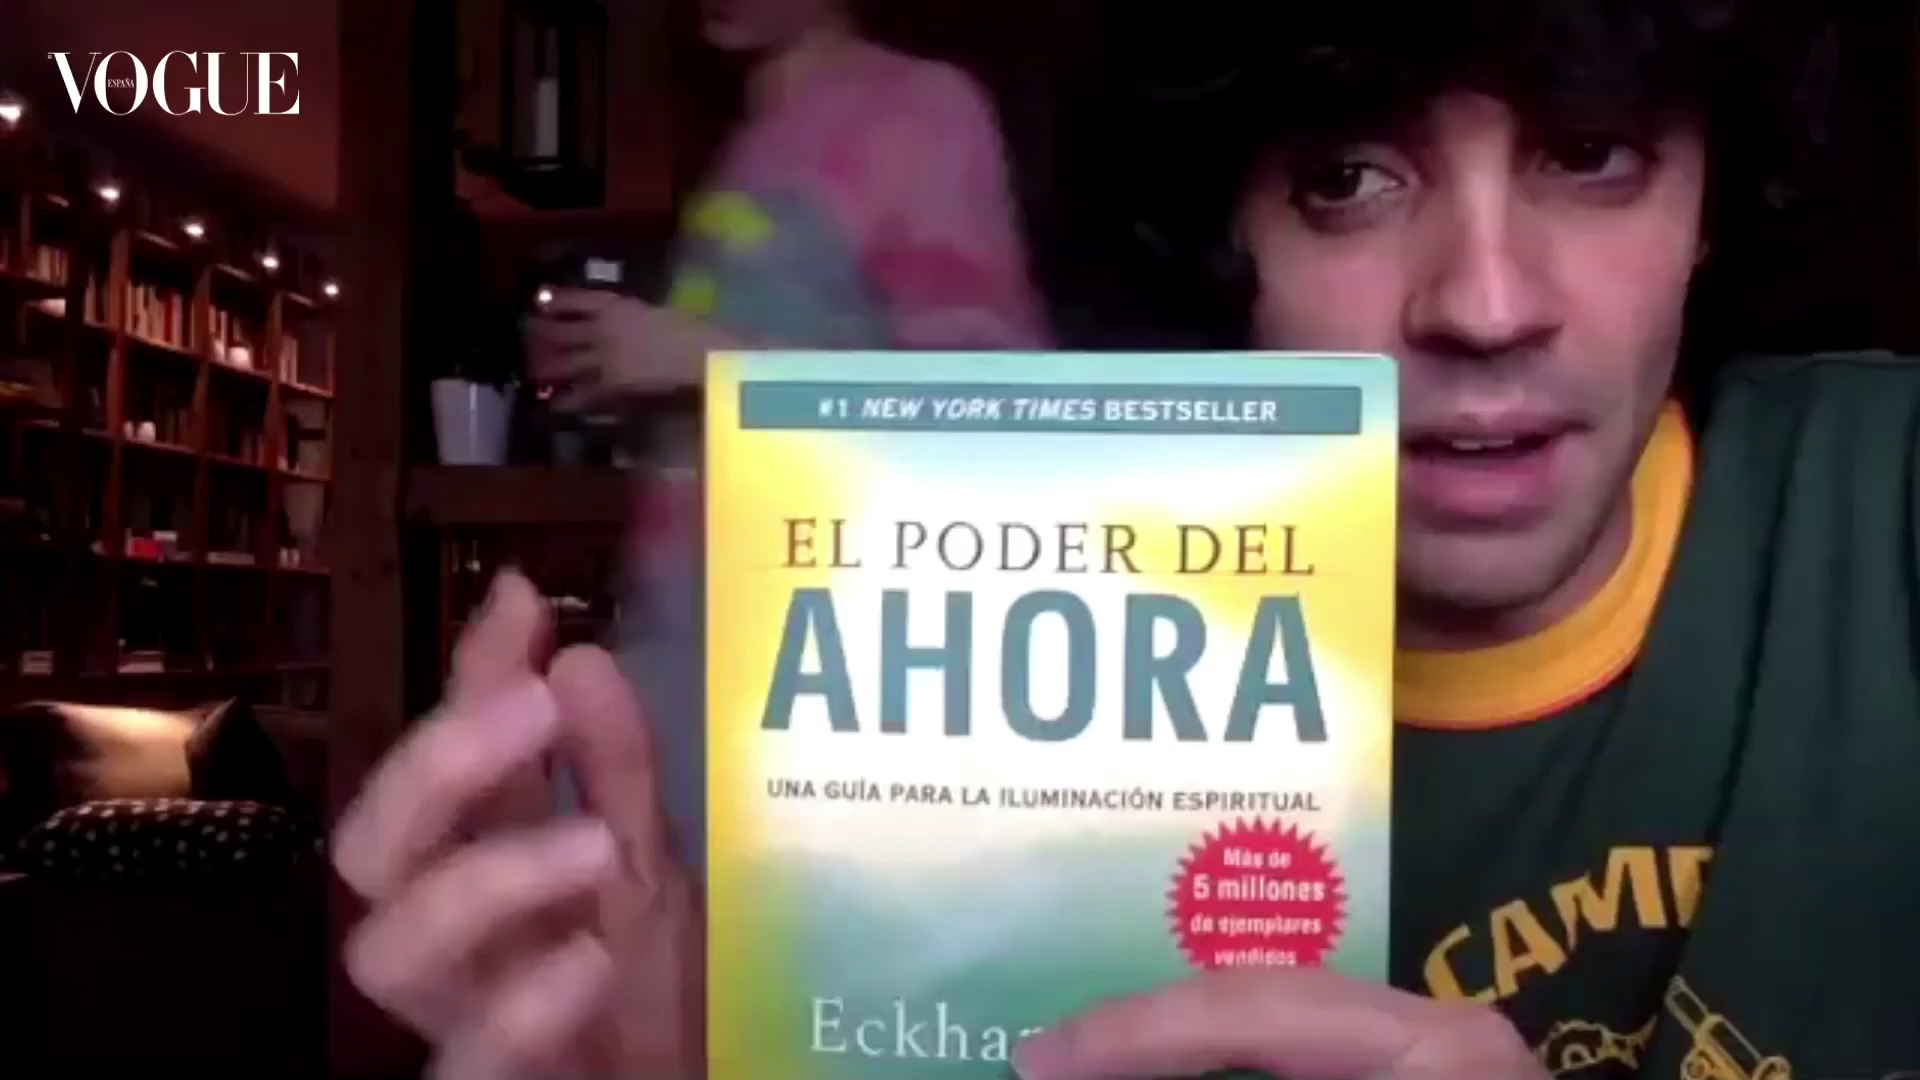 VOGUE
ESPAÑA
#1 NEW YORK TIMES BESTSELLER
EL PODER DEL
AHORA
UNA GUÍA PARA LA ILUMINACIÓN ESPIRITUAL
Más de
5 millones
de ejemplares
vendidos
Eckhar
CAMP